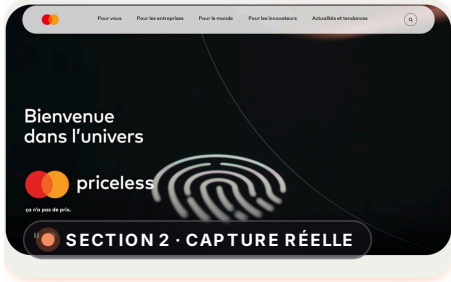 Pour vous Pour les entreprises Pour le monde Pour les innovateurs Actualités et tendances
Bienvenue
dans l'univers
priceless
ça n'a pas de prix.
SECTION 2 · CAPTURE RÉELLE